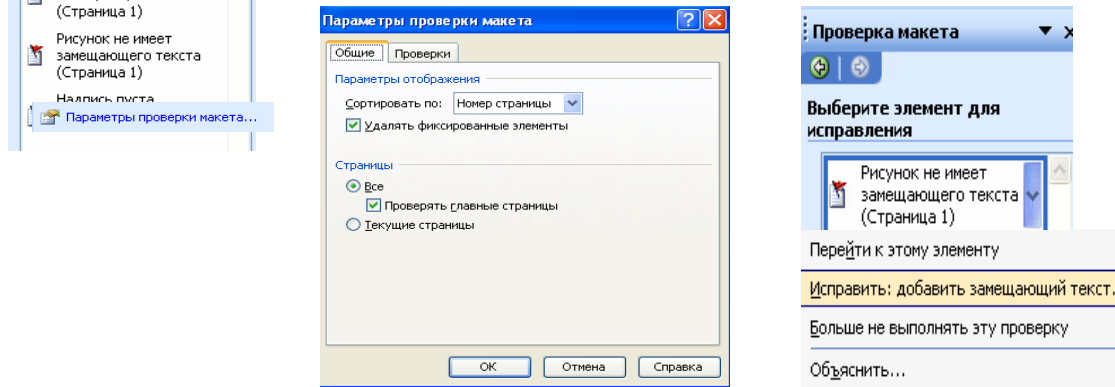 (Страница 1)
Рисунок не имеет
замещающего текста
(Страница 1)
Надпись пуста
Параметры проверки макета...
Параметры проверки макета
Общие
Проверки
Параметры отображения
Сортировать по:
Номер страницы
Удалять фиксированные элементы
Страницы
Все
Проверять главные страницы
Текущие страницы
ОК
Отмена
Справка
Проверка макета
Выберите элемент для
исправления
Рисунок не имеет
замещающего текста
(Страница 1)
Перейти к этому элементу
Исправить: добавить замещающий текст.
Больше не выполнять эту проверку
Объяснить...